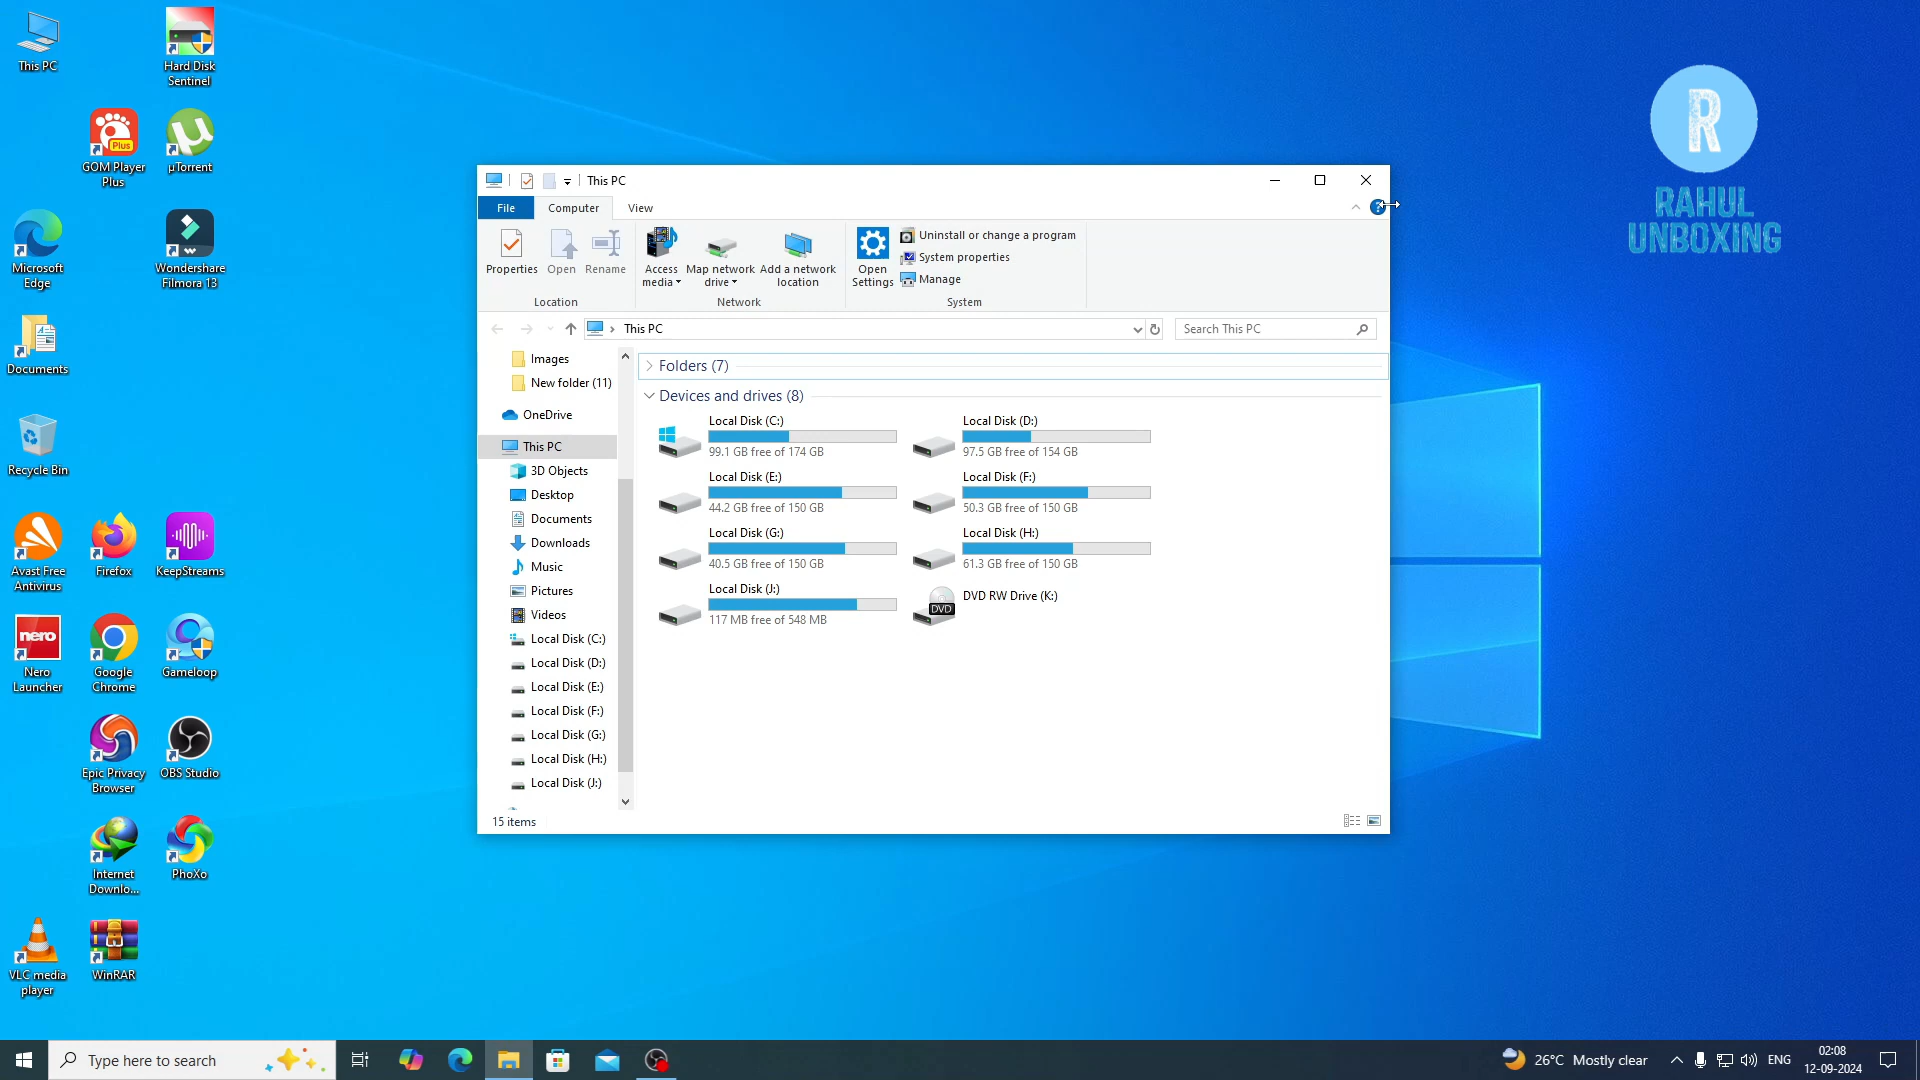 This PC
Hard Disk
Sentinel
GOM Player
Plus
µTorrent
Microsoft
Edge
Wondershare
Filmora 13
Documents
Recycle Bin
Avast Free
Antivirus
Firefox
KeepStreams
nero
Nero
Launcher
Google
Chrome
Gameloop
Epic Privacy
Browser
OBS Studio
Internet
Downlo...
PhoXo
VLC media
player
WinRAR
R
RAHUL
UNBOXING
This PC
File
Computer
View
Properties
Open
Rename
Location
Access
media
Map network
drive
Add a network
location
Network
Open
Settings
Uninstall or change a program
System properties
Manage
System
This PC
Search This PC
Images
New folder (11)
OneDrive
This PC
3D Objects
Desktop
Documents
Downloads
Music
Pictures
Videos
Local Disk (C:)
Local Disk (D:)
Local Disk (E:)
Local Disk (F:)
Local Disk (G:)
Local Disk (H:)
Local Disk (J:)
Folders (7)
Devices and drives (8)
Local Disk (C:)
99.1 GB free of 174 GB
Local Disk (D:)
97.5 GB free of 154 GB
Local Disk (E:)
44.2 GB free of 150 GB
Local Disk (F:)
50.3 GB free of 150 GB
Local Disk (G:)
40.5 GB free of 150 GB
Local Disk (H:)
61.3 GB free of 150 GB
Local Disk (J:)
117 MB free of 548 MB
DVD
DVD RW Drive (K:)
15 items
Type here to search
26°C Mostly clear
ENG
02:08
12-09-2024